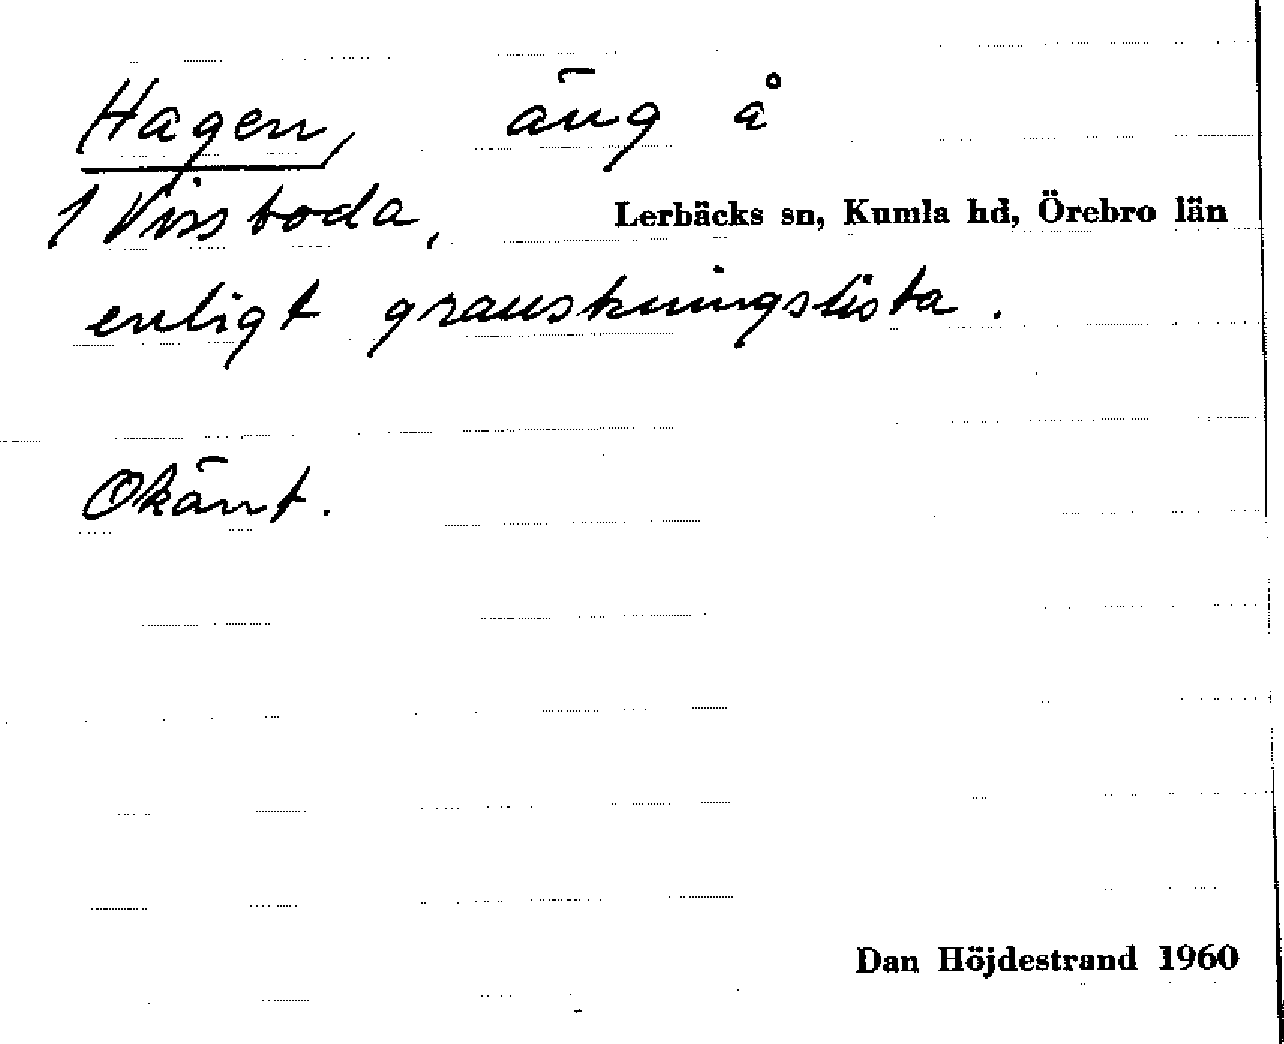 Hagen, äng å
1 Vissboda, Lerbäcks sn, Kumla hd, Örebro län
enligt granskningslista.
Okänt.
Dan Höjdestrand 1960